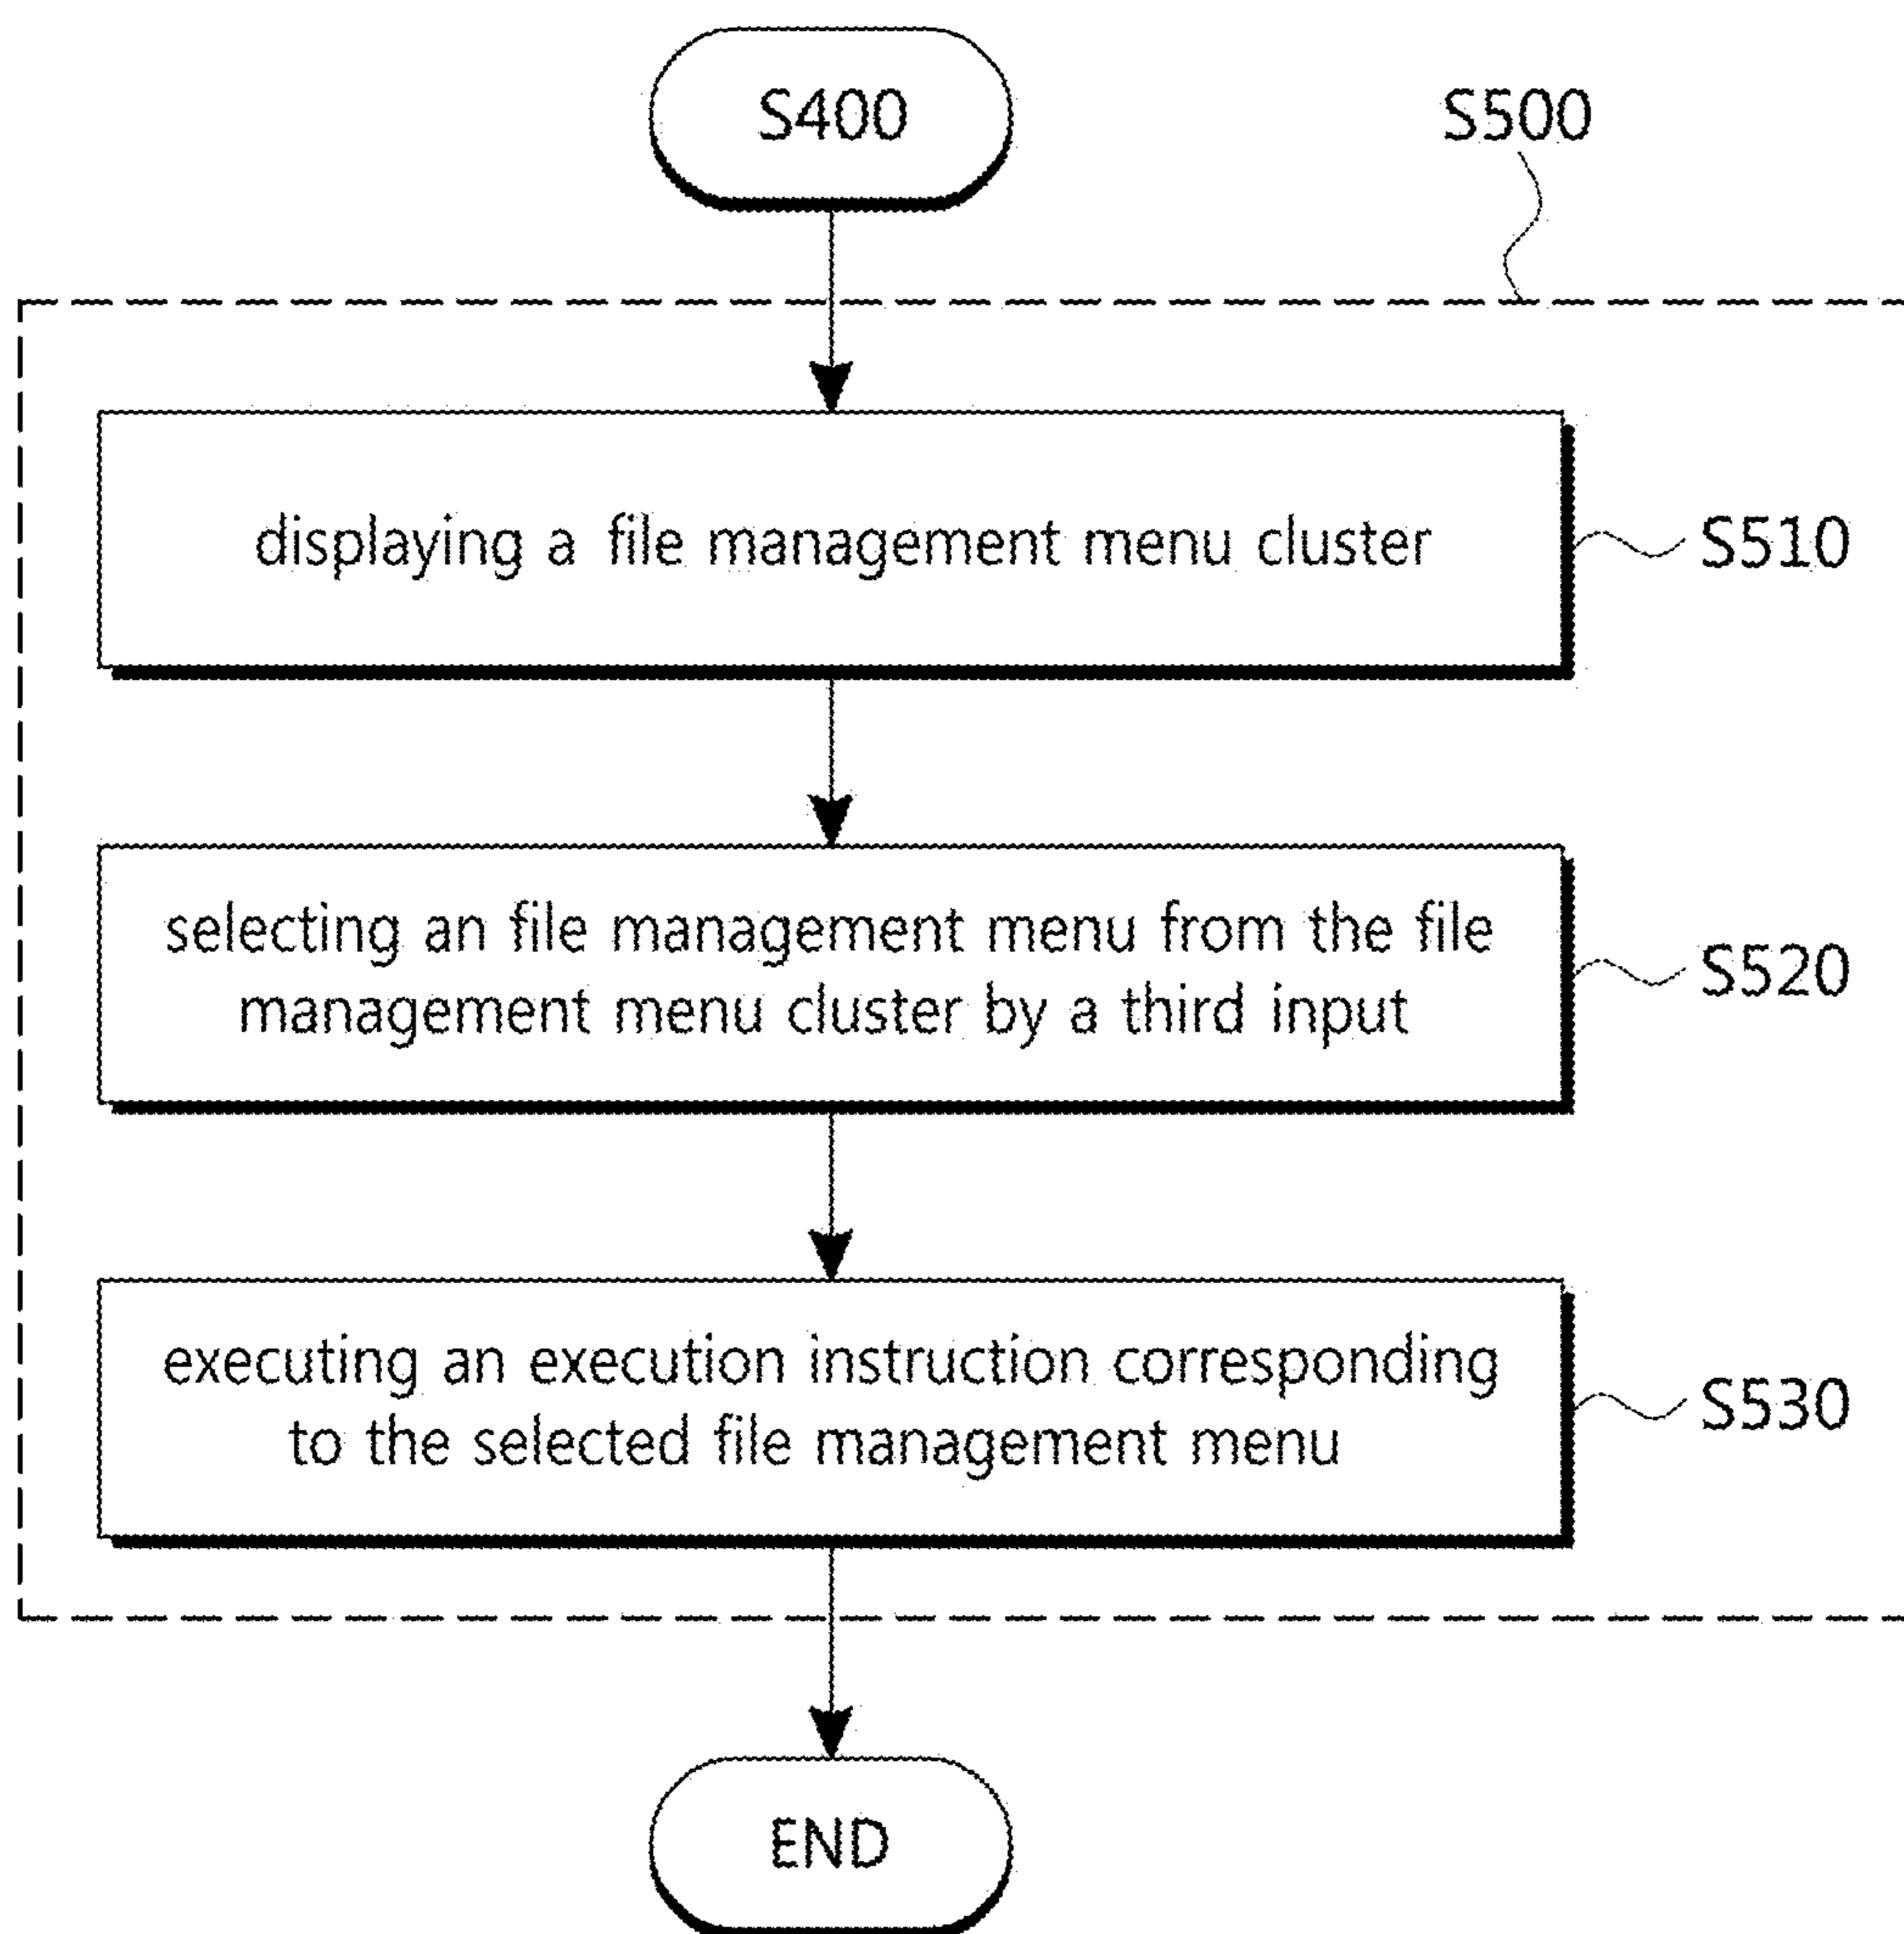 S400
S500
displaying a file management menu cluster
S510
selecting an file management menu from the file
management menu cluster by a third input
S520
executing an execution instruction corresponding
to the selected file management menu
S530
END